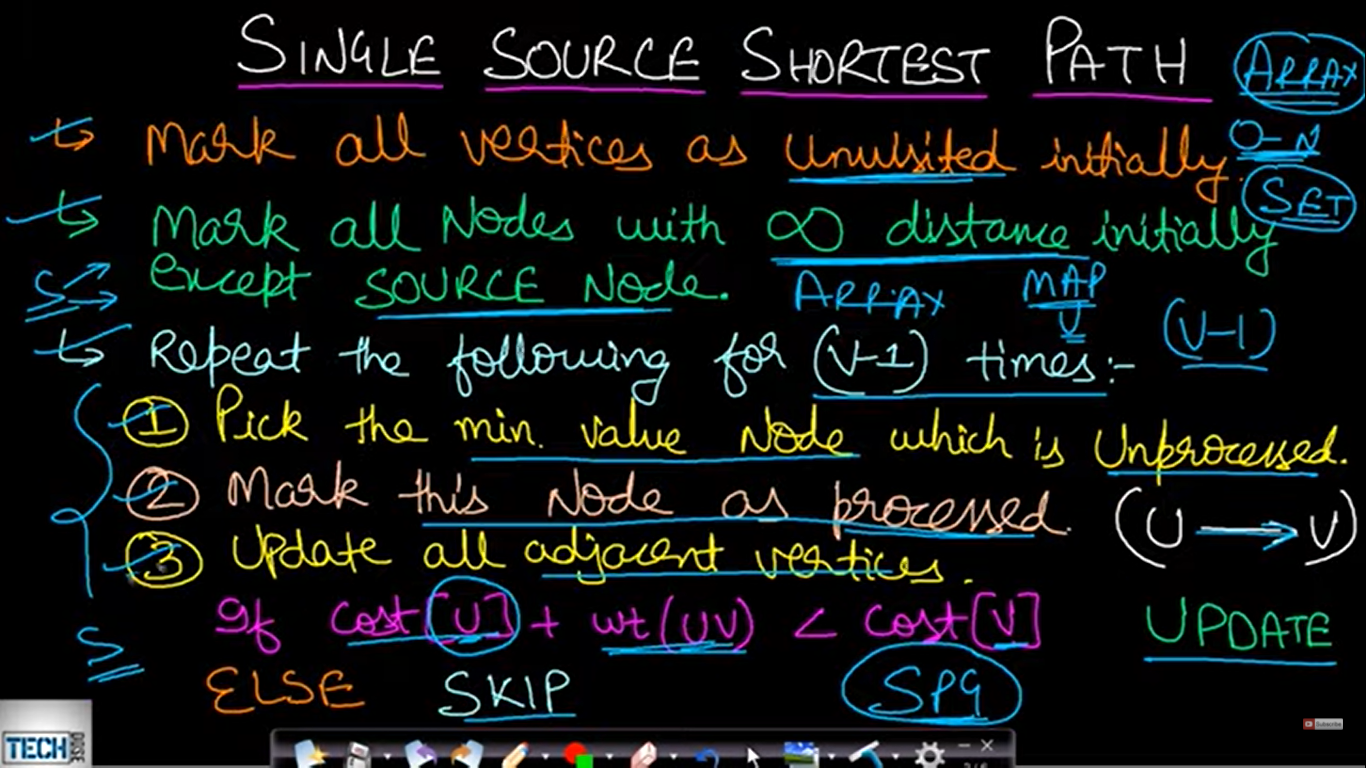 SINGLE SOURCE SHORTEST PATH
ARRAY
Mark all vertices as Unvisited initially.
0-N
SET
Mark all Nodes with ∞ distance initially
except SOURCE Node.
S
ARRAY
MAP
V
(V-1)
Repeat the following for (V-1) times:-
1 Pick the min. value Node which is Unprocessed.
2 Mark this Node as processed.
(U → V)
3 Update all adjacent vertices.
If cost[U] + wt(UV) < cost[V] UPDATE
S
ELSE SKIP
TECH DOSE
Subscribe